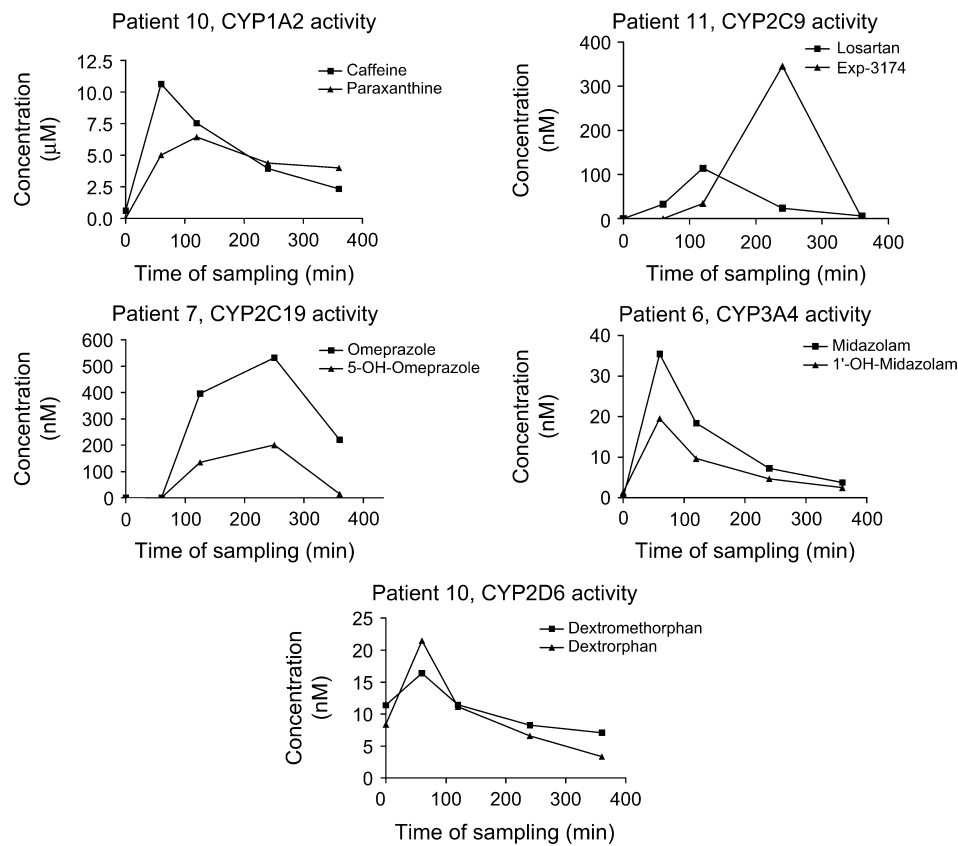 Patient 10, CYP1A2 activity
Concentration
(μM)
12.5
10.0
7.5
5.0
2.5
0.0
0 100 200 300 400
Time of sampling (min)
Caffeine
Paraxanthine
Patient 11, CYP2C9 activity
Concentration
(nM)
400
300
200
100
0
0 100 200 300 400
Time of sampling (min)
Losartan
Exp-3174
Patient 7, CYP2C19 activity
Concentration
(nM)
600
500
400
300
200
100
0
0 100 200 300 400
Time of sampling (min)
Omeprazole
5-OH-Omeprazole
Patient 6, CYP3A4 activity
Concentration
(nM)
40
30
20
10
0
0 100 200 300 400
Time of sampling (min)
Midazolam
1'-OH-Midazolam
Patient 10, CYP2D6 activity
Concentration
(nM)
25
20
15
10
5
0
0 100 200 300 400
Time of sampling (min)
Dextromethorphan
Dextrorphan